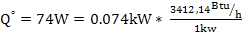 Q° = 74W = 0.074kW * 3412,14 Btu/h / 1kw